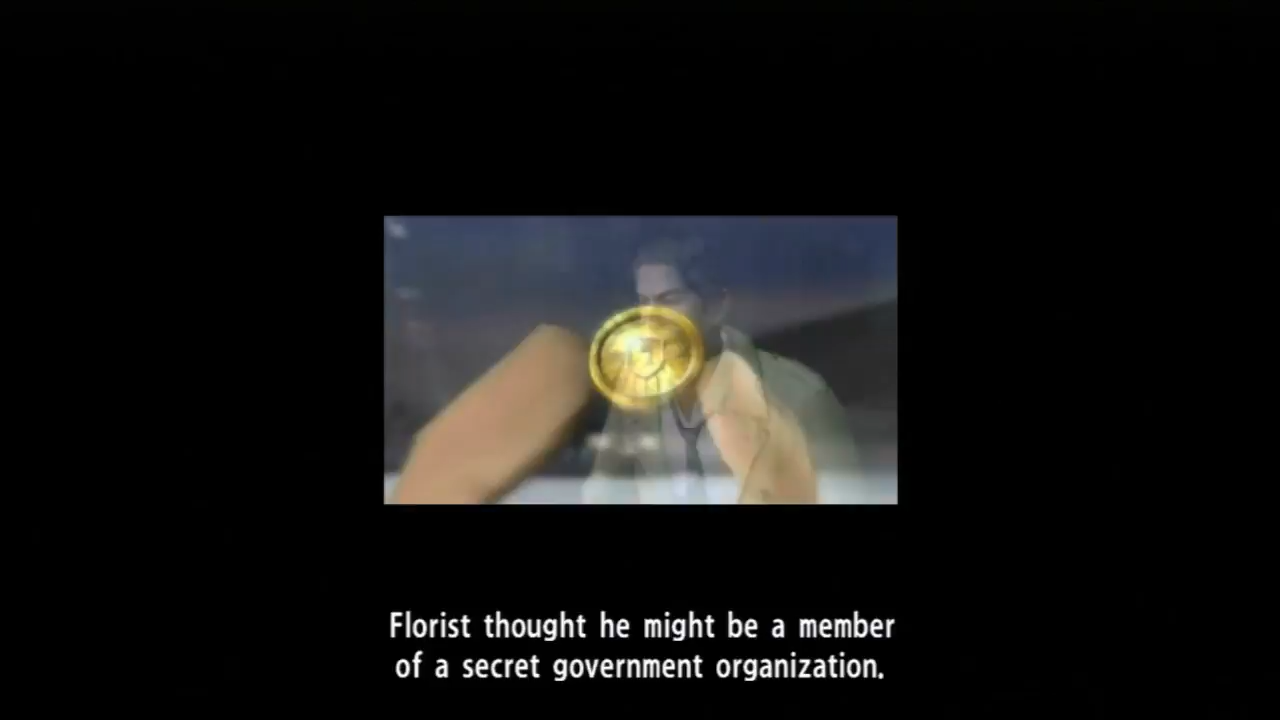 Florist thought he might be a member
of a secret government organization.